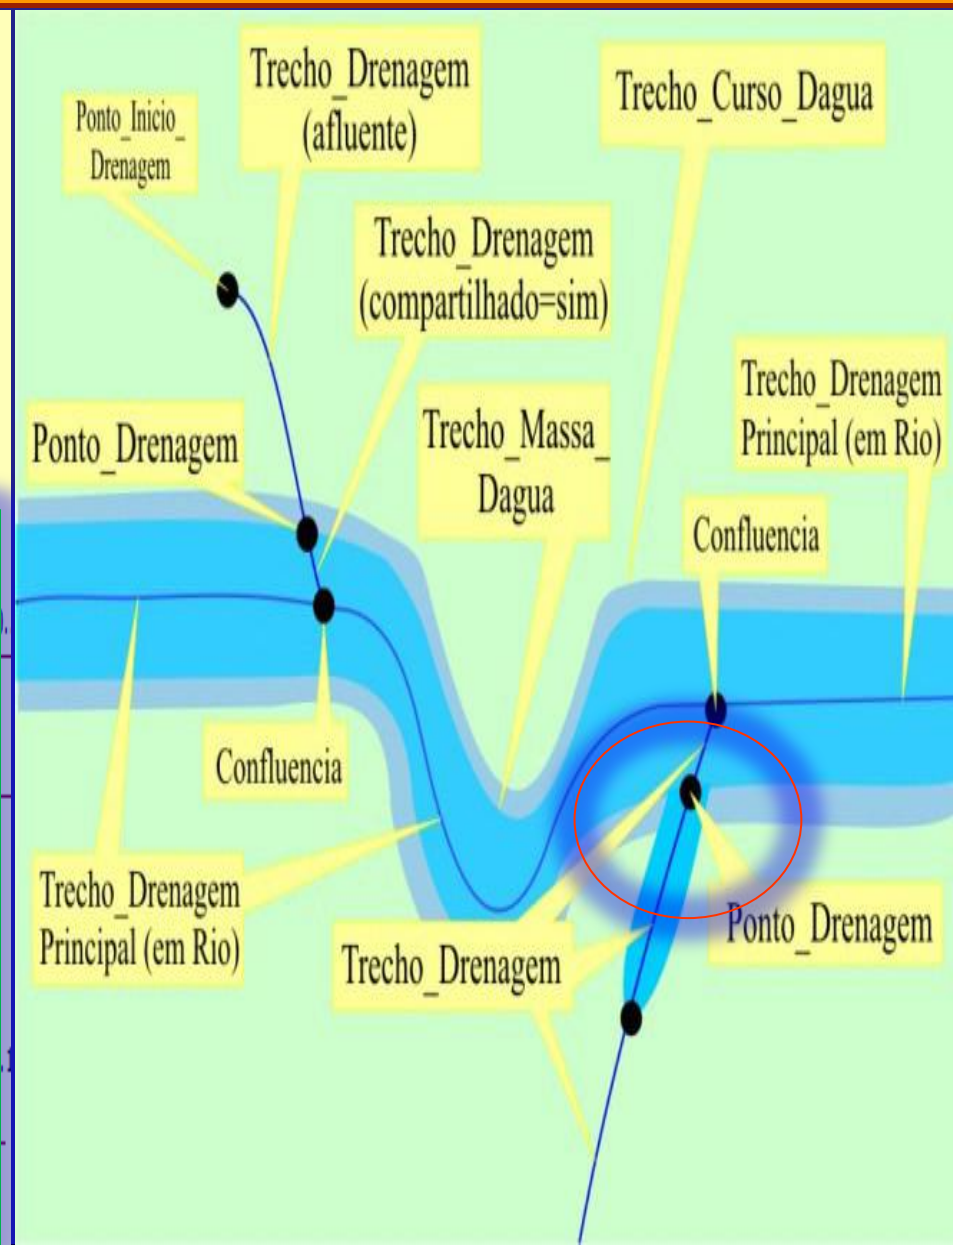 Trecho_Drenagem
(afluente)
Ponto_Inicio_
Drenagem
Trecho_Curso_Dagua
Trecho_Drenagem
(compartilhado=sim)
Trecho_Drenagem
Principal (em Rio)
Ponto_Drenagem
Trecho_Massa_
Dagua
Confluencia
Confluencia
Trecho_Drenagem
Principal (em Rio)
Trecho_Drenagem
Ponto_Drenagem